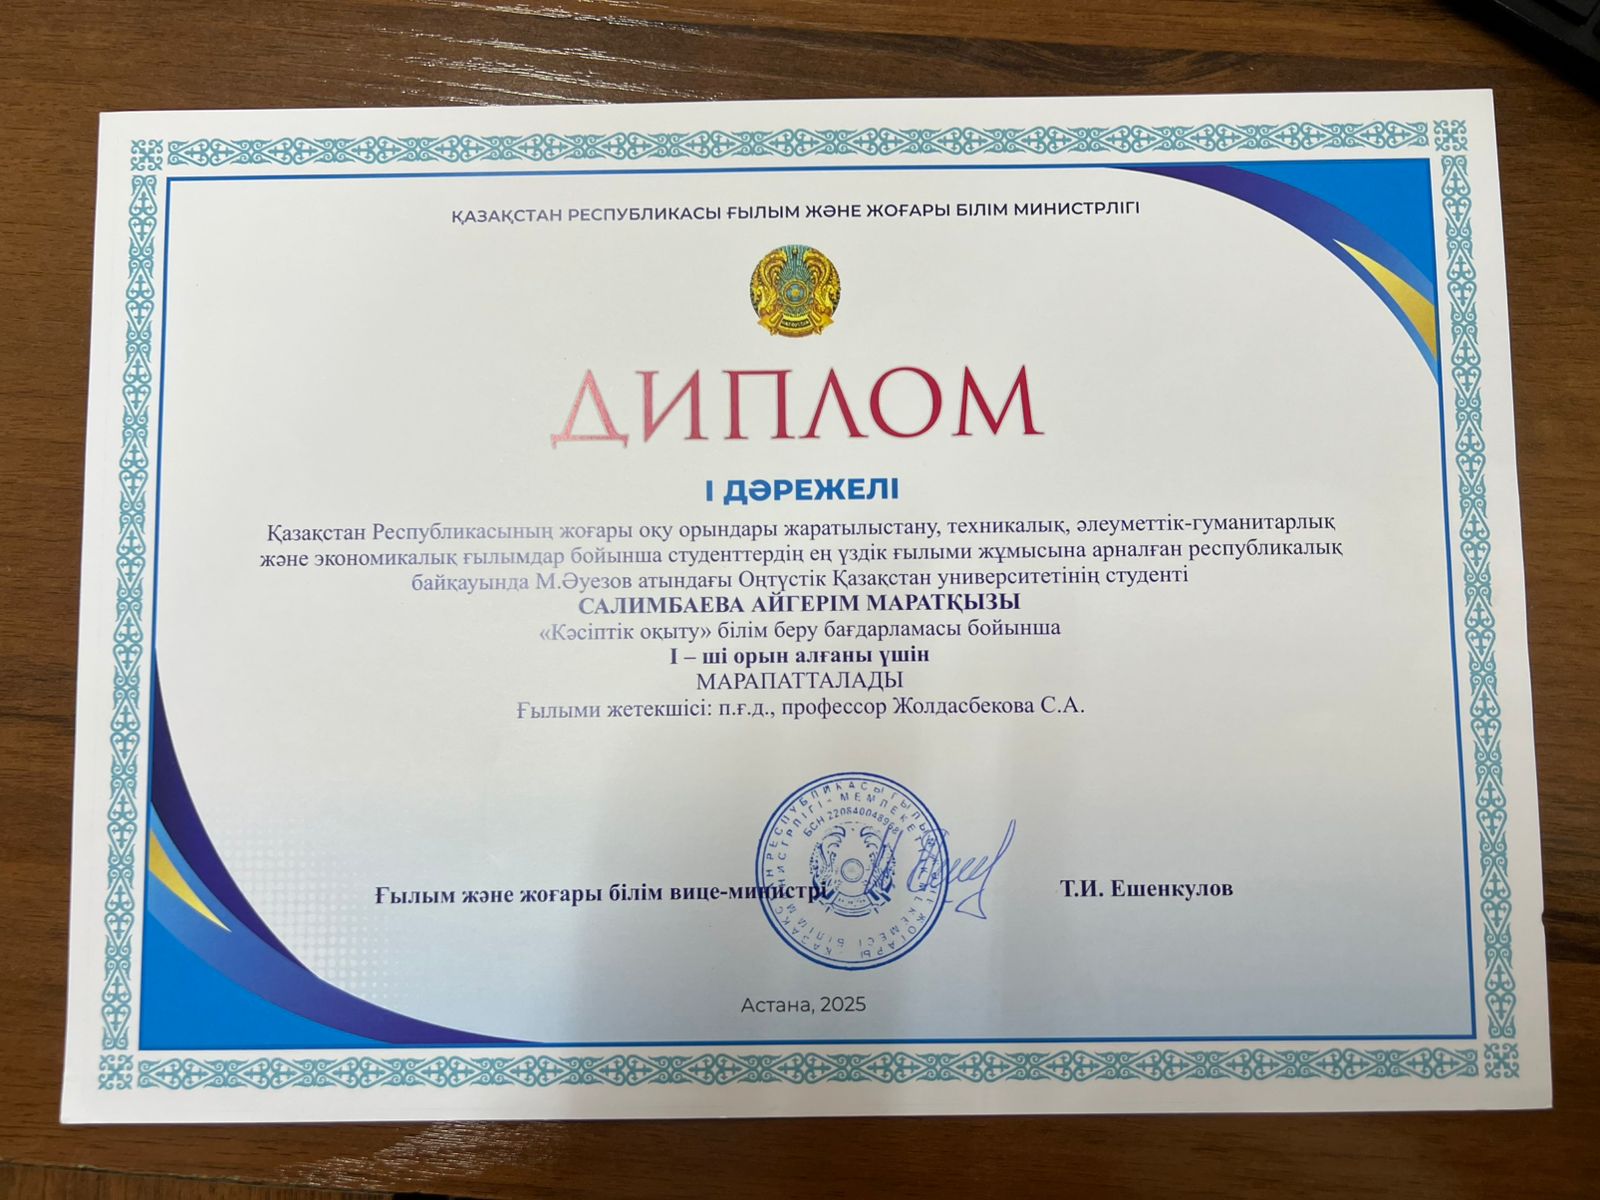 ҚАЗАҚСТАН РЕСПУБЛИКАСЫ ҒЫЛЫМ ЖӘНЕ ЖОҒАРЫ БІЛІМ МИНИСТРЛІГІ
ДИПЛОМ
І ДӘРЕЖЕЛІ
Қазақстан Республикасының жоғары оқу орындары жаратылыстану, техникалық, әлеуметтік-гуманитарлық
және экономикалық ғылымдар бойынша студенттердің ең үздік ғылыми жұмысына арналған республикалық
байқауында М.Әуезов атындағы Оңтүстік Қазақстан университетінің студенті
САЛИМБАЕВА АЙГЕРІМ МАРАТҚЫЗЫ
«Кәсіптік оқыту» білім беру бағдарламасы бойынша
І – ші орын алғаны үшін
МАРАПАТТАЛАДЫ
Ғылыми жетекшісі: п.ғ.д., профессор Жолдасбекова С.А.
Ғылым және жоғары білім вице-министрі
Т.И. Ешенкулов
БСН 220840048968
Астана, 2025